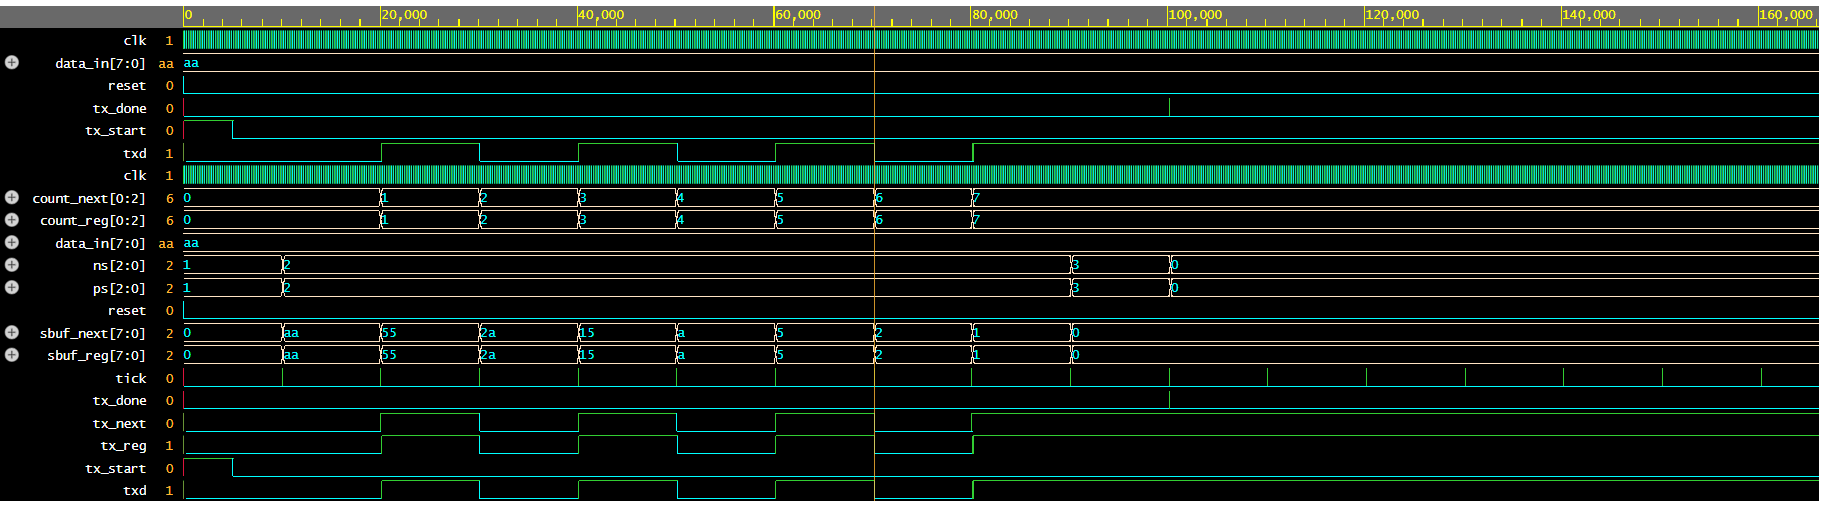 0 20,000 40,000 60,000 80,000 100,000 120,000 140,000 160,000
clk 1
data_in[7:0] aa aa
reset 0
tx_done 0
tx_start 0
txd 1
clk 1
count_next[0:2] 6 0 1 2 3 4 5 6 7
count_reg[0:2] 6 0 1 2 3 4 5 6 7
data_in[7:0] aa aa
ns[2:0] 2 1 2 3 0
ps[2:0] 2 1 2 3 0
reset 0
sbuf_next[7:0] 2 0 aa 55 2a 15 a 5 2 1 0
sbuf_reg[7:0] 2 0 aa 55 2a 15 a 5 2 1 0
tick 0
tx_done 0
tx_next 0
tx_reg 1
tx_start 0
txd 1